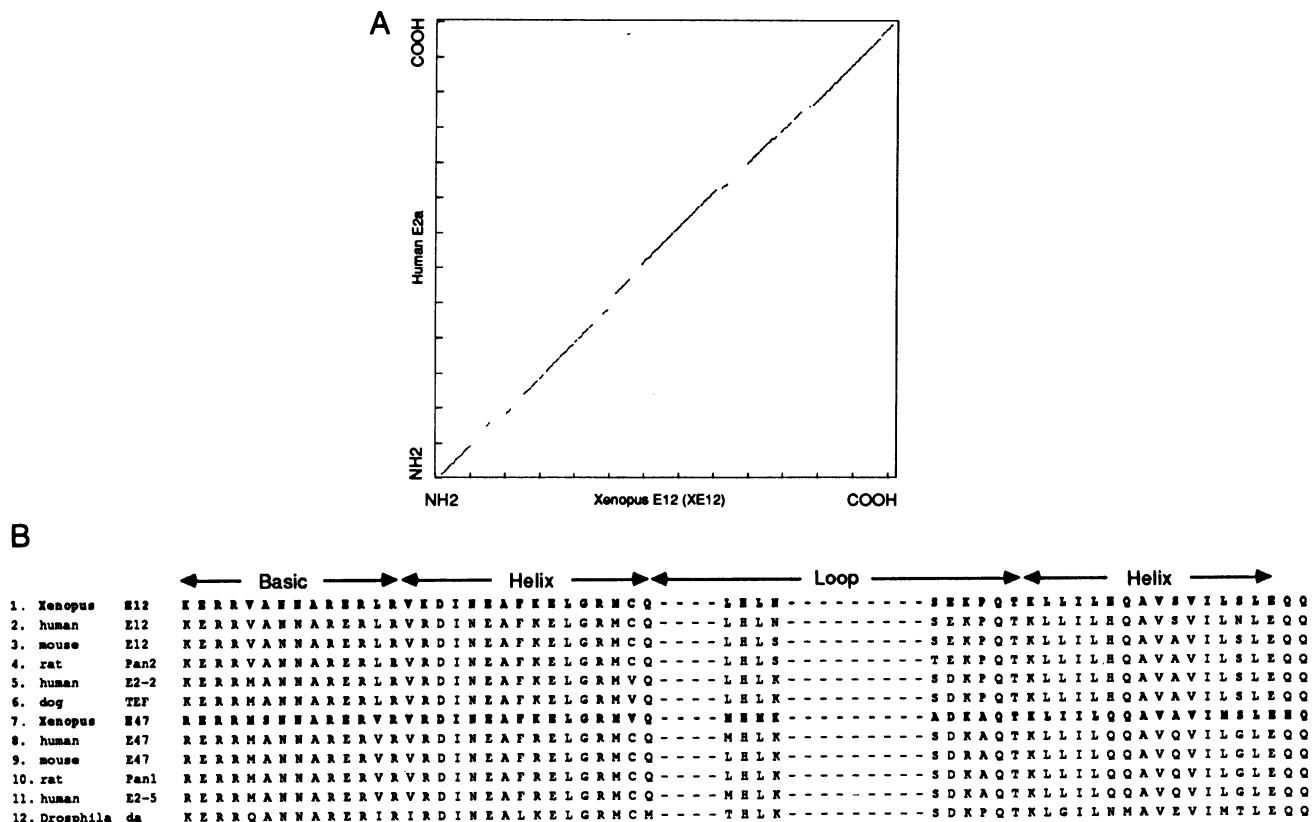 A
COOH
Human E2a
NH2
NH2 Xenopus E12 (XE12) COOH
B
Basic Helix Loop Helix
1. Xenopus E12 K E R R V A N N A R E R L R V K D I N E A F K E L G R M C Q - - - - L H L N - - - - - - - - - S E K P Q T K L L I L H Q A V S V I L S L E Q Q
2. human E12 K E R R V A N N A R E R L R V R D I N E A F K E L G R M C Q - - - - L H L N - - - - - - - - - S E K P Q T K L L I L H Q A V S V I L N L E Q Q
3. mouse E12 K E R R V A N N A R E R L R V R D I N E A F K E L G R M C Q - - - - L H L S - - - - - - - - - S E K P Q T K L L I L H Q A V A V I L S L E Q Q
4. rat Pan2 K E R R V A N N A R E R L R V R D I N E A F K E L G R M C Q - - - - L H L S - - - - - - - - - T E K P Q T K L L I L H Q A V A V I L S L E Q Q
5. human E2-2 K E R R M A N N A R E R L R V R D I N E A F K E L G R M V Q - - - - L H L K - - - - - - - - - S D K P Q T K L L I L H Q A V A V I L S L E Q Q
6. dog TEF K E R R M A N N A R E R L R V R D I N E A F K E L G R M V Q - - - - L H L K - - - - - - - - - S D K P Q T K L L I L H Q A V A V I L S L E Q Q
7. Xenopus E47 R E R R N S N N A R E R V R V R D I N E A F K E L G R M V Q - - - - K - - - - - - - - - A D K A Q T K L I I L Q Q A V A V I M S L E Q
8. human E47 R E R R M A N N A R E R V R V R D I N E A F R E L G R M C Q - - - - M H L K - - - - - - - - - S D K A Q T K L L I L Q Q A V Q V I L G L E Q Q
9. mouse E47 R E R R M A N N A R E R V R V R D I N E A F R E L G R M C Q - - - - L H L K - - - - - - - - - S D R A Q T K L L I L Q Q A V Q V I L G L E Q Q
10. rat Pan1 R E R R M A N N A R E R V R V R D I N E A F R E L G R M C Q - - - - L H L K - - - - - - - - - S D K A Q T K L L I L Q Q A V Q V I L G L E Q Q
11. human E2-5 R E R R M A N N A R E R V R V R D I N E A F R E L G R M C Q - - - - M H L K - - - - - - - - - S D K A Q T K L L I L Q Q A V Q V I L G L E Q Q
12. Drosphila da K E R R Q A N N A R E R I R I R D I N E A L K E L G R M C M - - - - T H L K - - - - - - - - - S D K P Q T K L G I L N M A V E V I M T L E Q Q